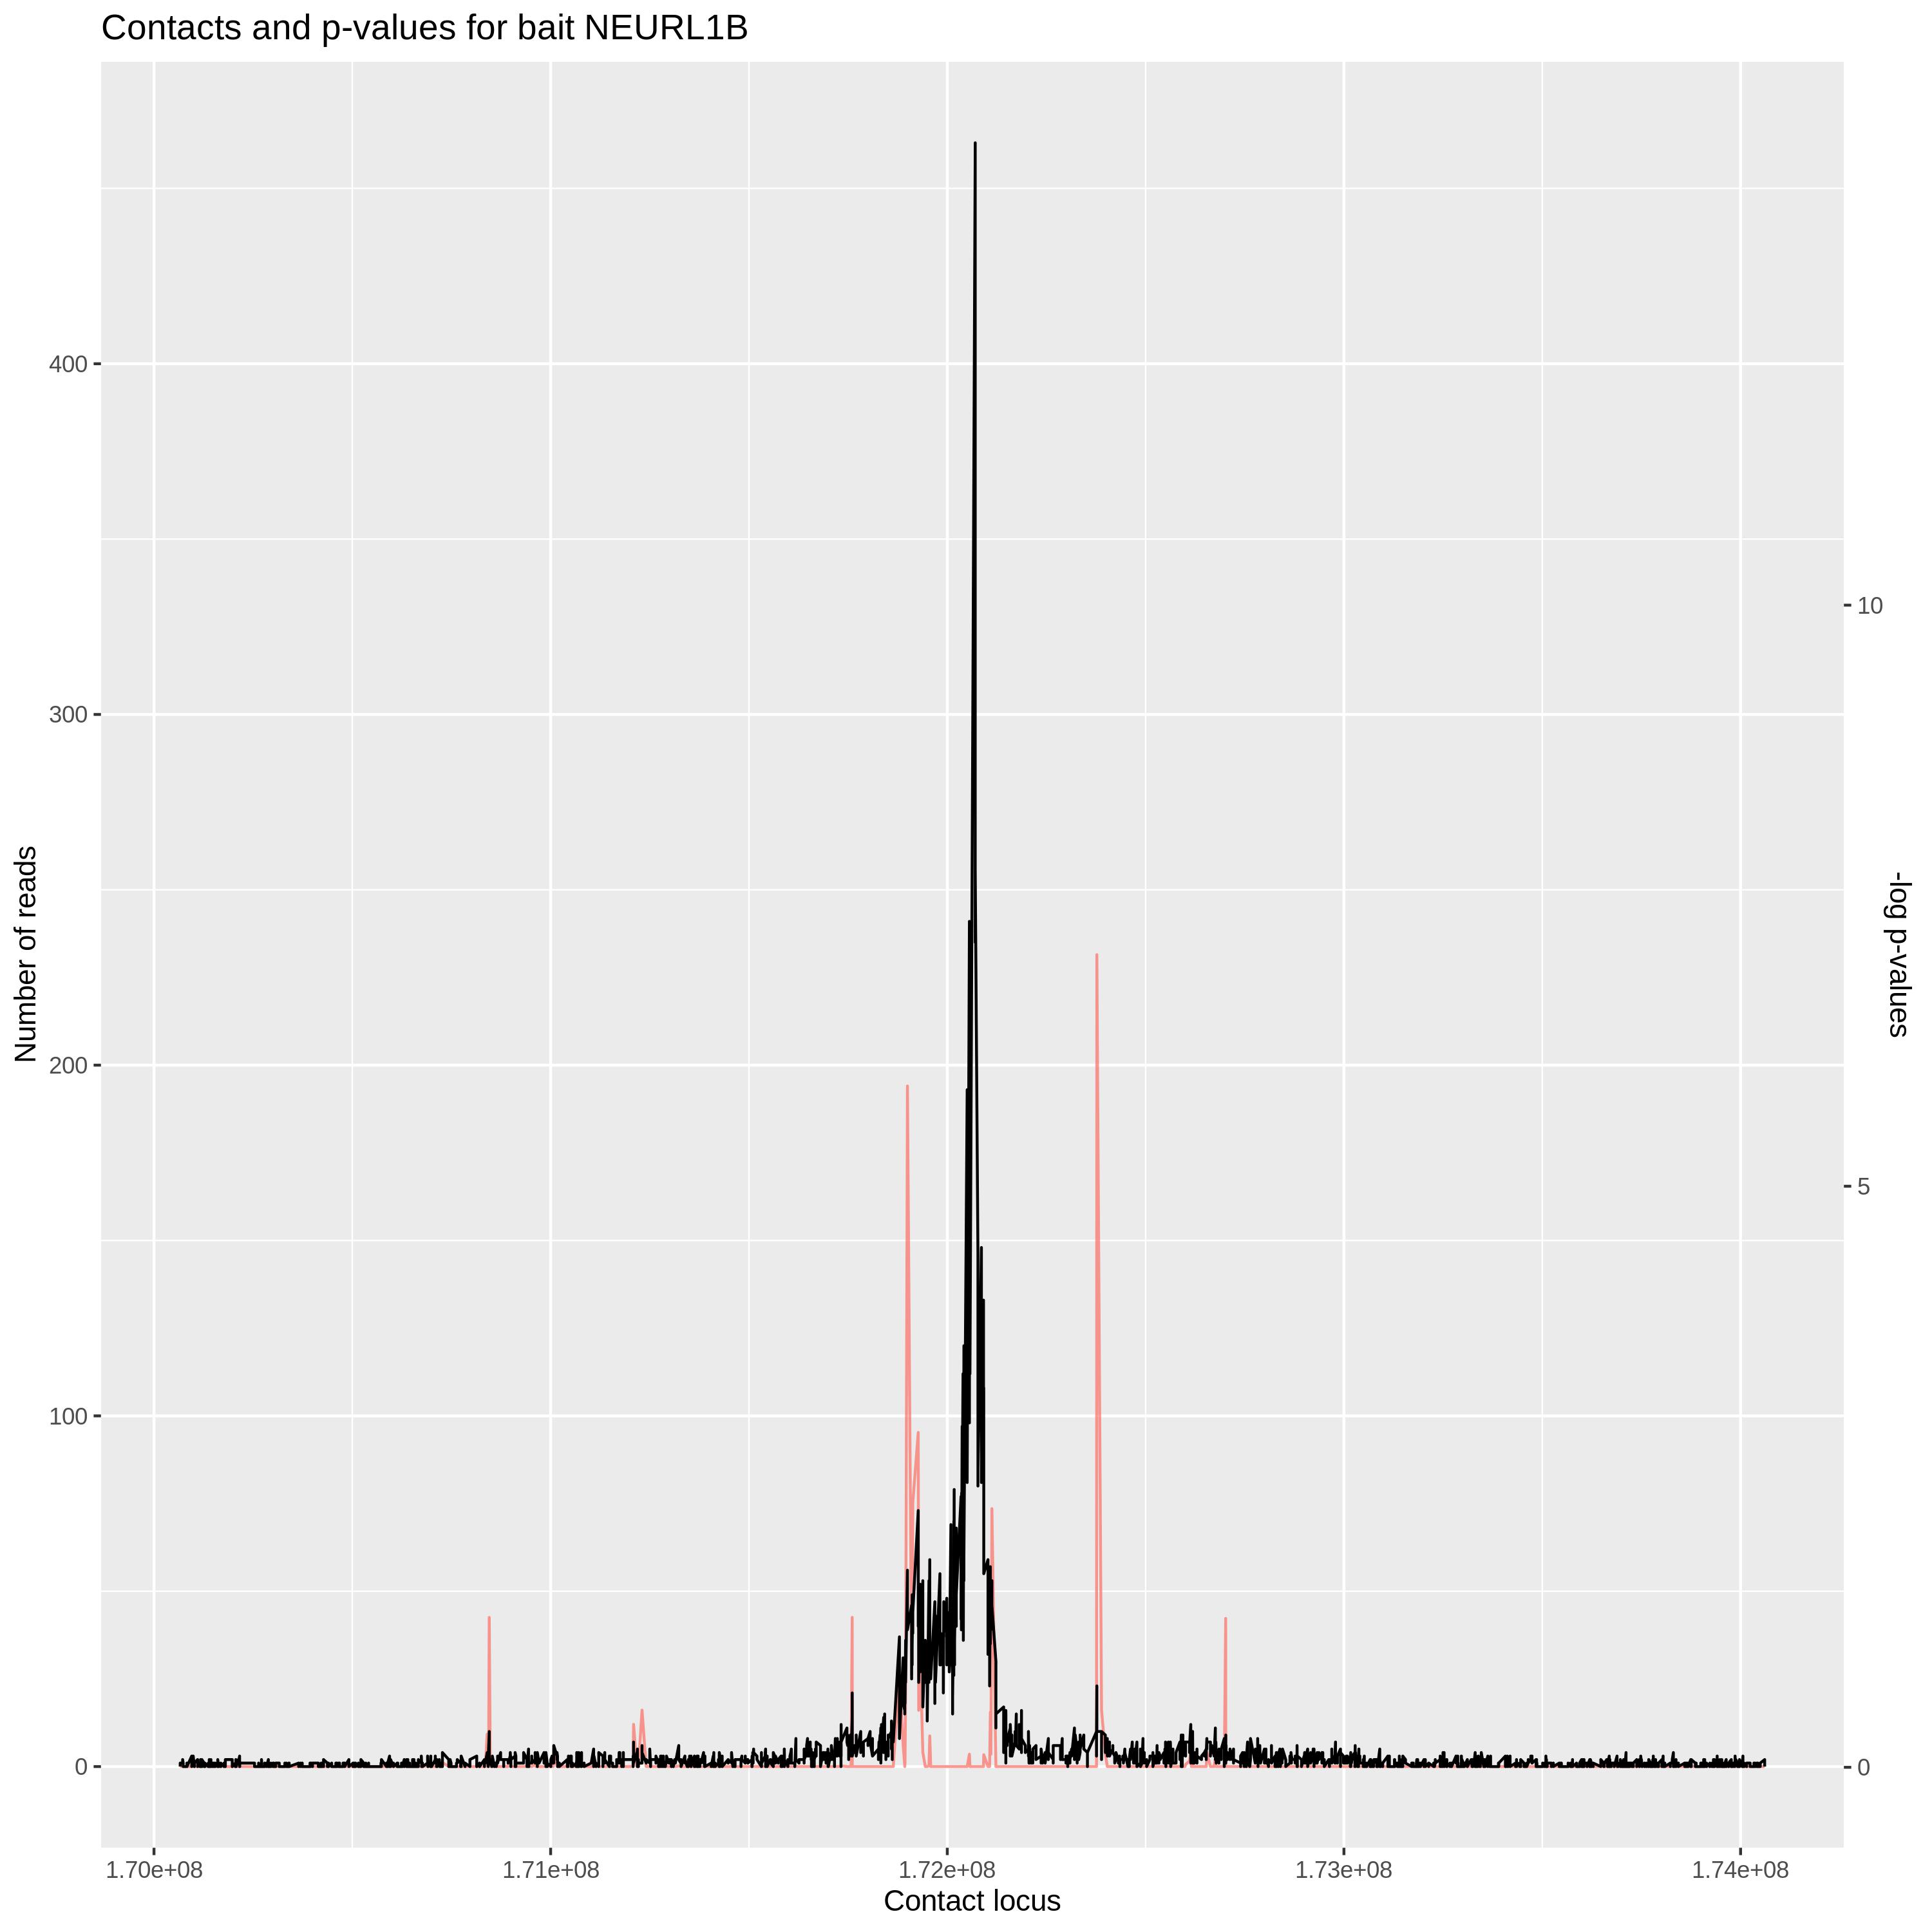 Contacts and p-values for bait NEURL1B
Number of reads
400
300
200
100
0
10
5
0
-log p-values
1.70e+08
1.71e+08
1.72e+08
1.73e+08
1.74e+08
Contact locus